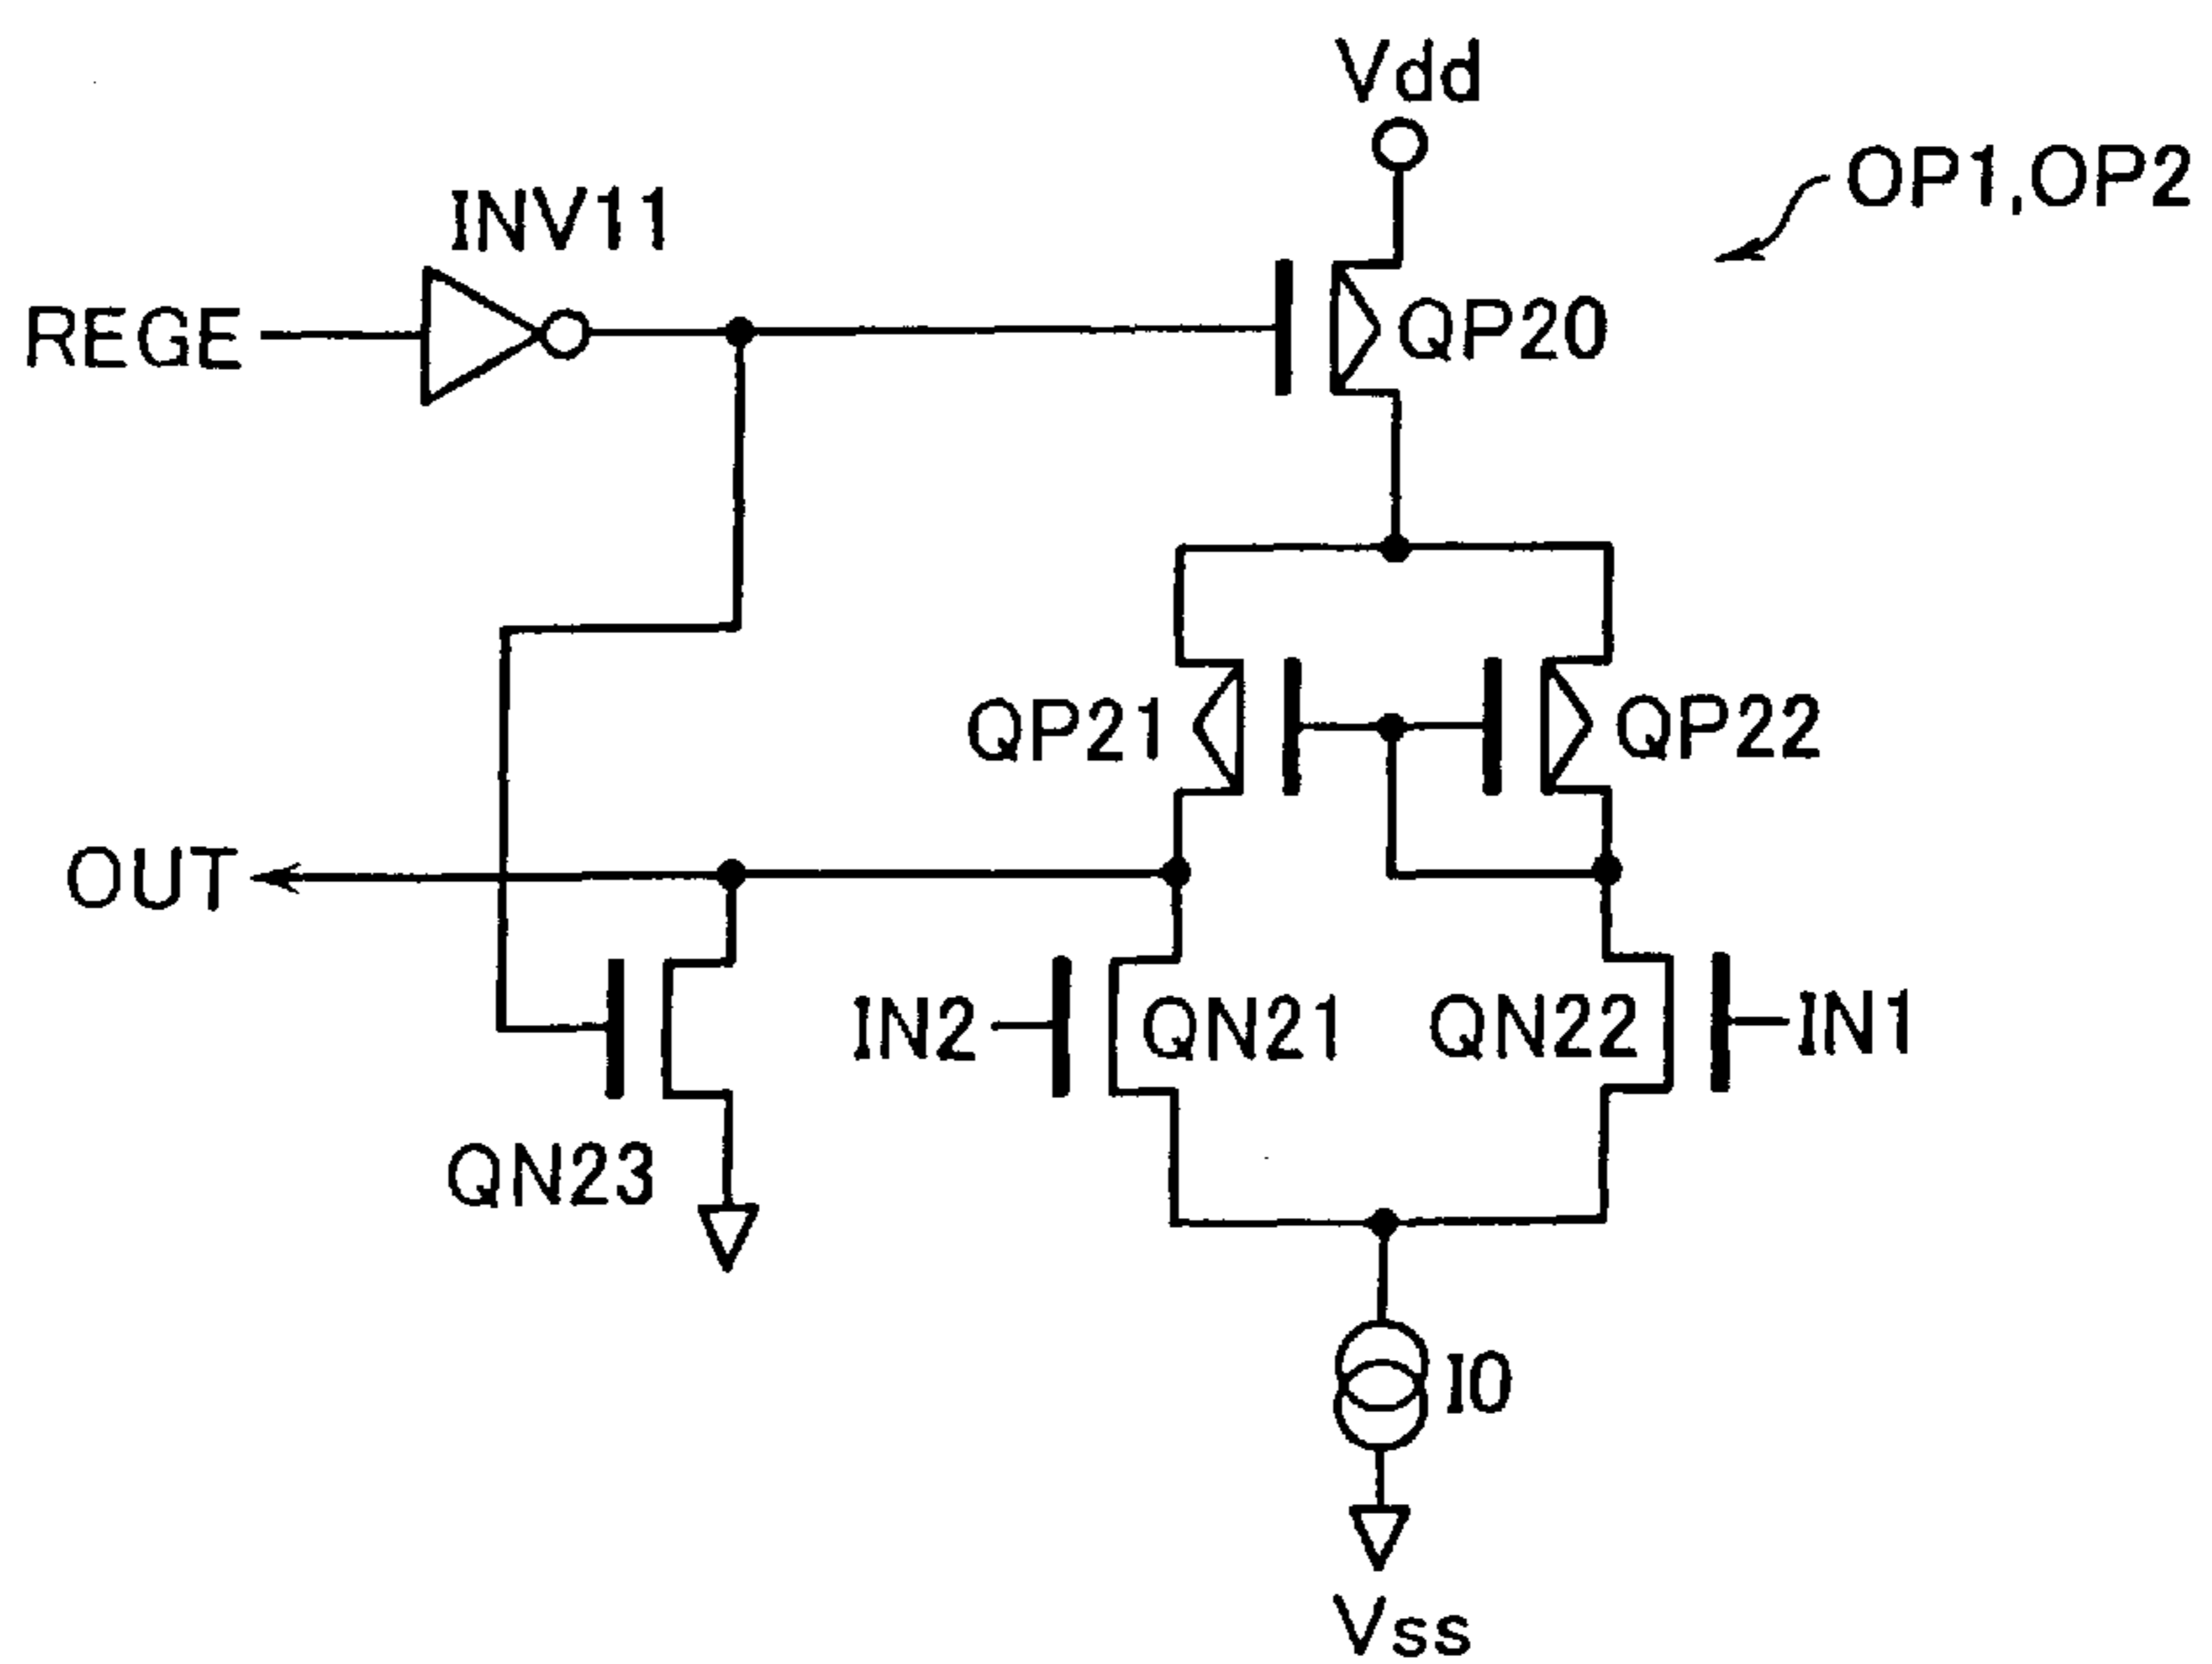 Vdd
OP1,OP2
INV11
REGE
QP20
QP21
QP22
OUT
IN2
QN21
QN22
IN1
QN23
I0
Vss